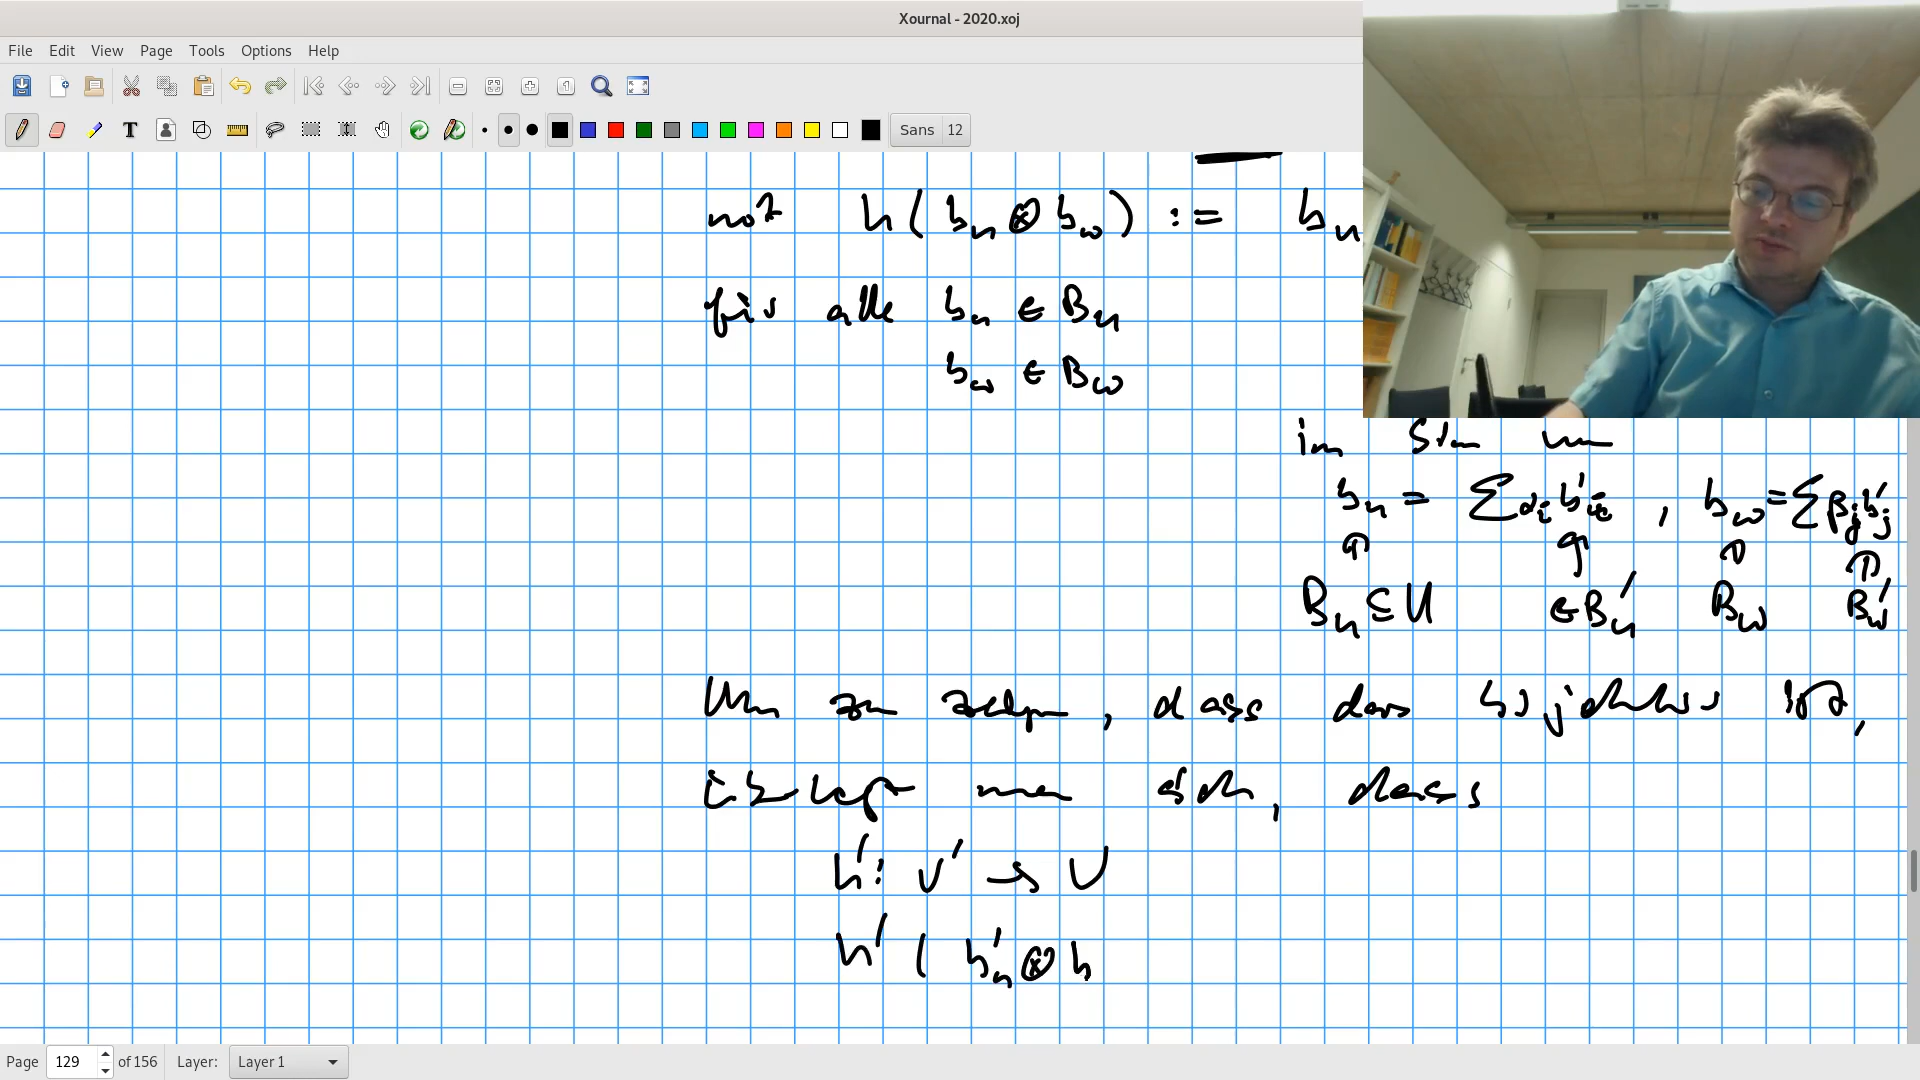 Xournal - 2020.xoj
File Edit View Page Tools Options Help
Sans 12
mit h ( b_u ⊗ b_w ) := b_u
für alle b_u ∈ B_u
b_w ∈ B_w
im Sinn von
b_u = Σ α_i b'_i , b_w = Σ β_j b'_j
B_u ⊆ U ∈ B'_u B_w B'_w
Um zu zeigen , dass das bijektiv ist ,
überlegt man sich , dass
h' : V' → V
h' ( b'_u ⊗ b
Page 129 of 156 Layer: Layer 1